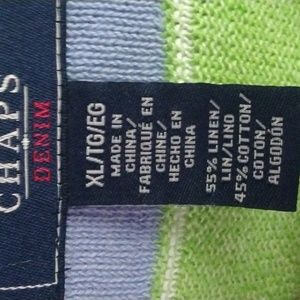 CHAPS
DENIM
XL/TG/EG
MADE IN
CHINA/
FABRIQUÉ EN
CHINE/
HECHO EN
CHINA
55% LINEN/
LIN/LINO
45% COTTON/
COTON/
ALGODÓN